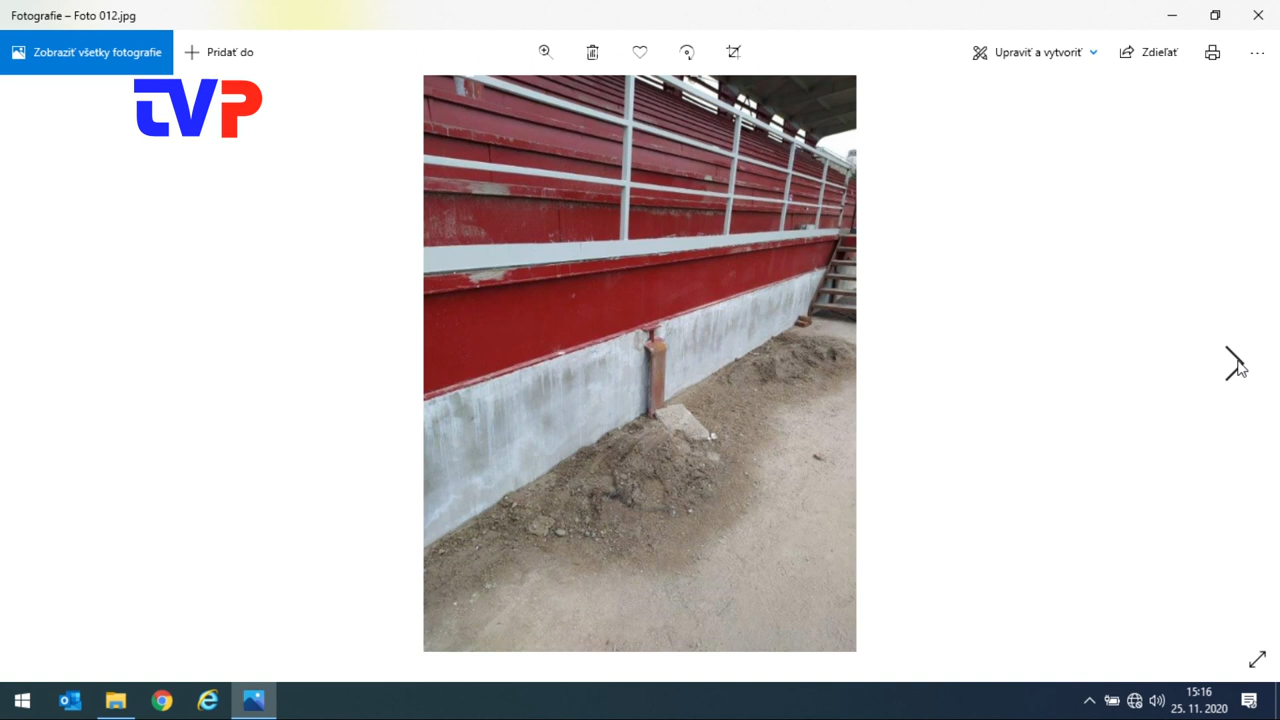 Fotografie – Foto 012.jpg
Zobraziť všetky fotografie
Pridať do
Upraviť a vytvoriť
Zdieľať
tVP
15:16
25. 11. 2020